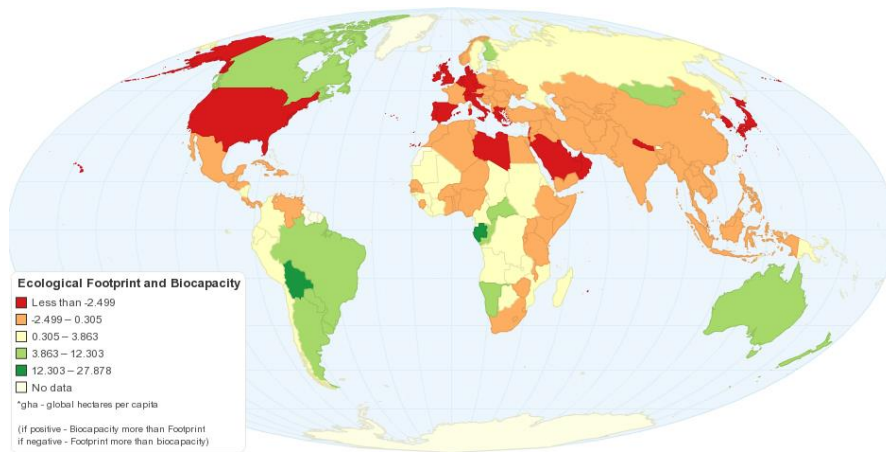 Ecological Footprint and Biocapacity
Less than -2.499
-2.499 – 0.305
0.305 – 3.863
3.863 – 12.303
12.303 – 27.878
No data
*gha - global hectares per capita
(if positive - Biocapacity more than Footprint
if negative - Footprint more than biocapacity)